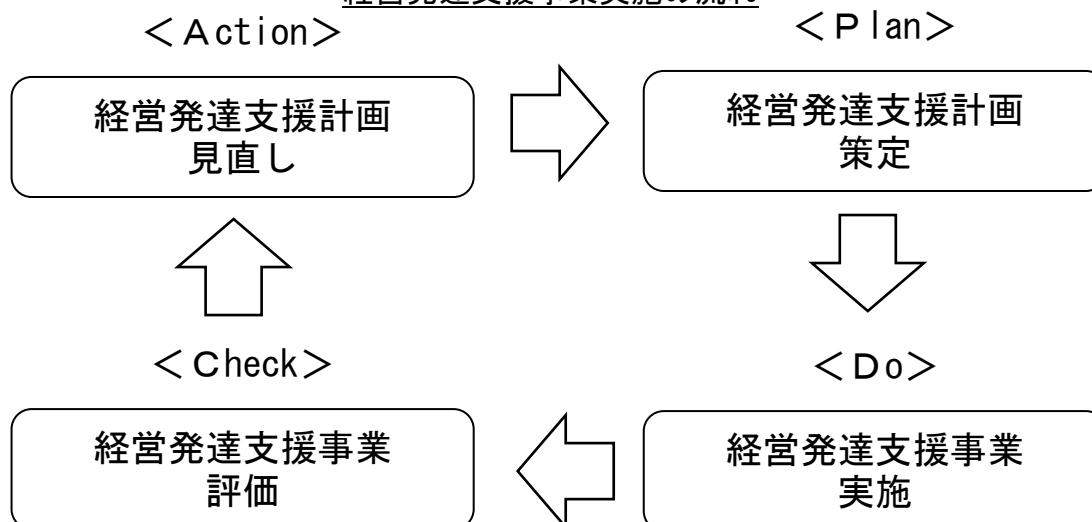 経営発達支援事業実施の流れ
＜Ａction＞
＜Ｐlan＞
経営発達支援計画
見直し
経営発達支援計画
策定
＜Ｃheck＞
＜Ｄo＞
経営発達支援事業
評価
経営発達支援事業
実施